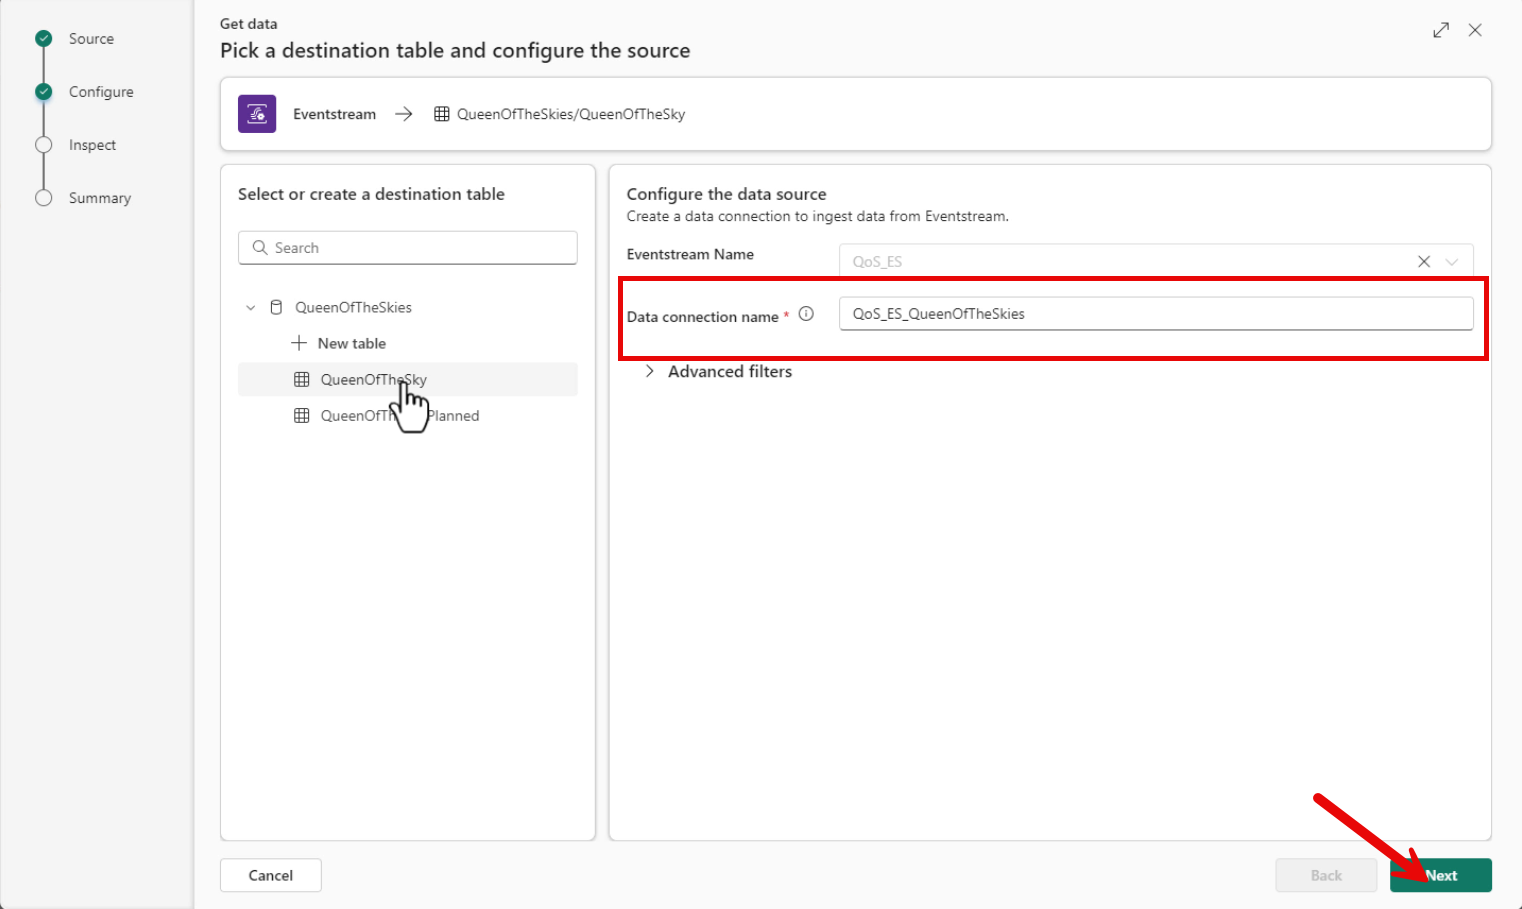 Source
Configure
Inspect
Summary
Get data
Pick a destination table and configure the source
Eventstream
QueenOfTheSkies/QueenOfTheSky
Select or create a destination table
Search
QueenOfTheSkies
New table
QueenOfTheSky
Planned
Configure the data source
Create a data connection to ingest data from Eventstream.
Eventstream Name
QoS_ES
Data connection name *
QoS_ES_QueenOfTheSkies
Advanced filters
Cancel
Back
Next